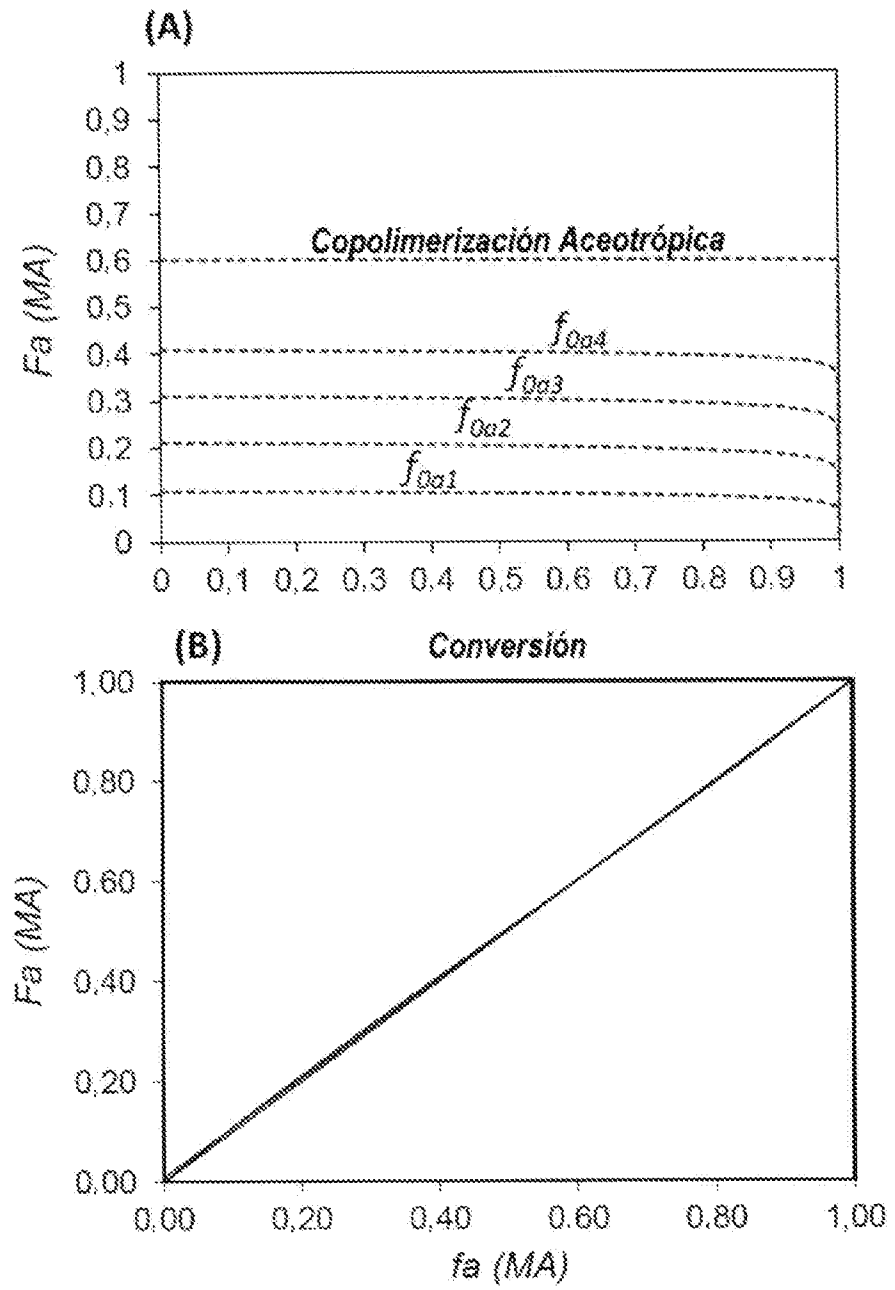 (A)
1
0,9
0,8
0,7
0,6
0,5
0,4
0,3
0,2
0,1
0
Fa (MA)
Copolimerización Aceotrópica
f0a4
f0a3
f0a2
f0a1
0 0,1 0,2 0,3 0,4 0,5 0,6 0,7 0,8 0,9 1
(B) Conversión
1,00
0,80
0,60
0,40
0,20
0,00
Fa (MA)
0,00 0,20 0,40 0,60 0,80 1,00
fa (MA)